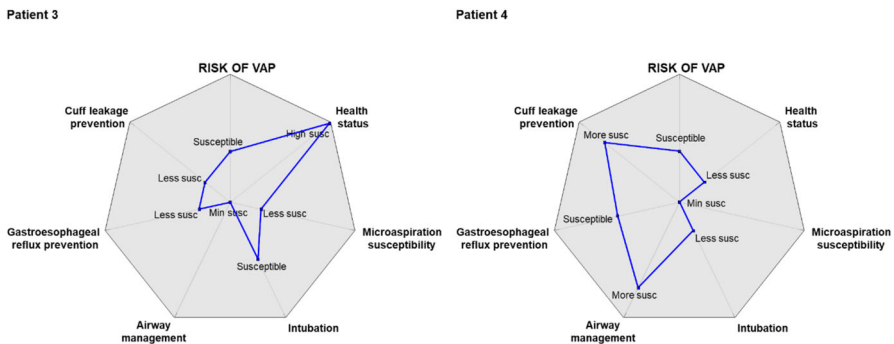 Patient 3
RISK OF VAP
Cuff leakage
prevention
Health
status
High susc
Susceptible
Less susc
Less susc
Min susc
Less susc
Gastroesophageal
reflux prevention
Microaspiration
susceptibility
Susceptible
Airway
management
Intubation
Patient 4
RISK OF VAP
Cuff leakage
prevention
Health
status
More susc
Susceptible
Less susc
Min susc
Susceptible
Gastroesophageal
reflux prevention
Microaspiration
susceptibility
Less susc
More susc
Airway
management
Intubation